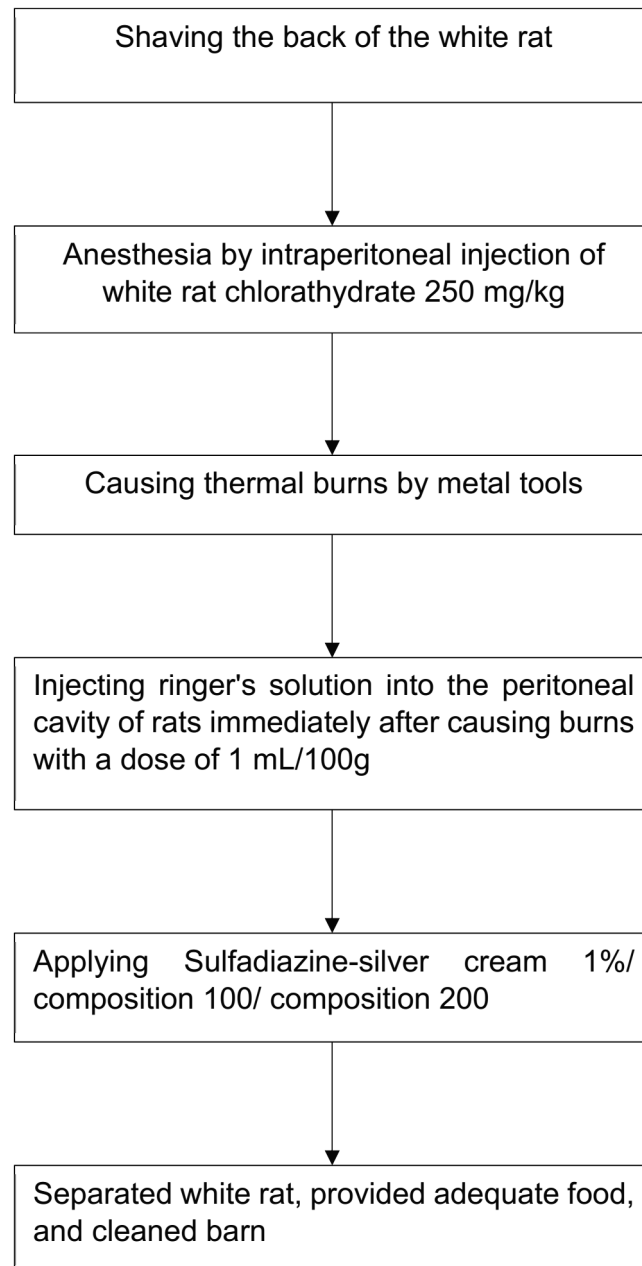 Shaving the back of the white rat
Anesthesia by intraperitoneal injection of
white rat chlorathydrate 250 mg/kg
Causing thermal burns by metal tools
Injecting ringer's solution into the peritoneal
cavity of rats immediately after causing burns
with a dose of 1 mL/100g
Applying Sulfadiazine-silver cream 1%/
composition 100/ composition 200
Separated white rat, provided adequate food,
and cleaned barn